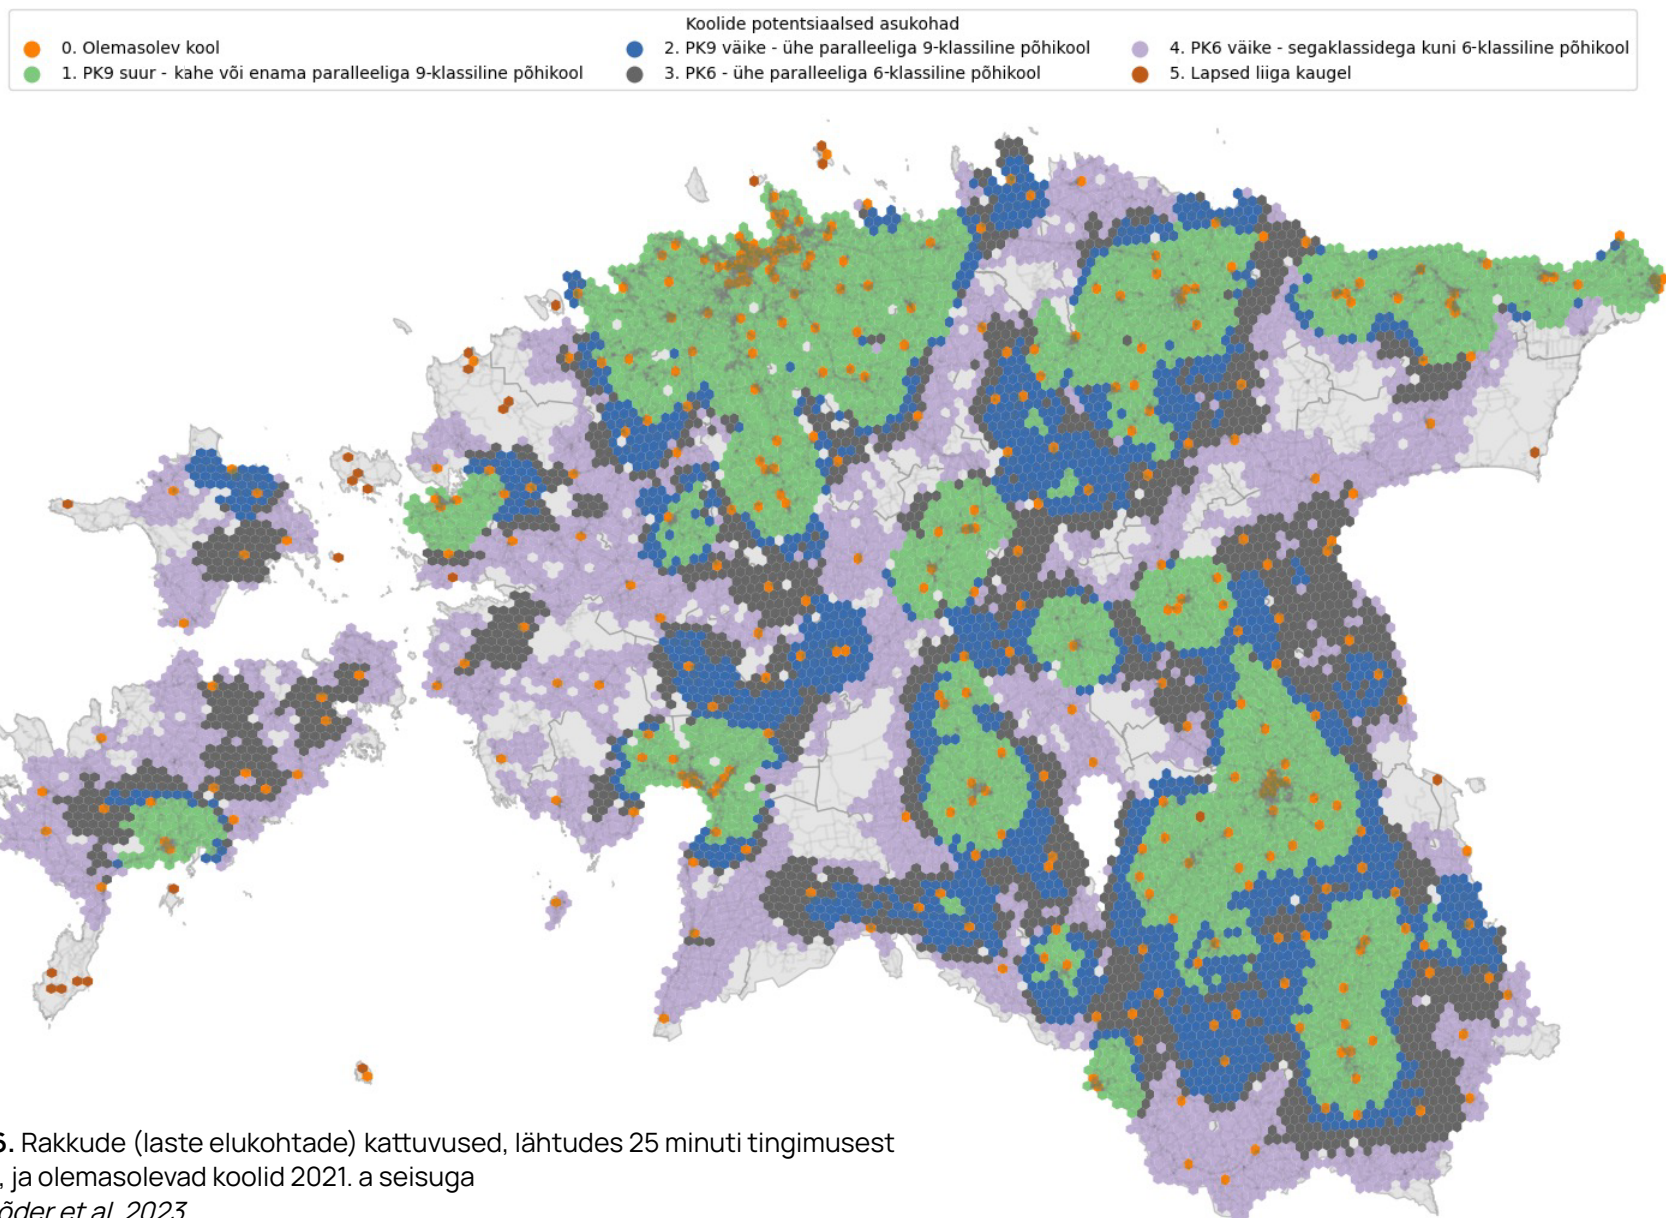 Koolide potentsiaalsed asukohad
0. Olemasolev kool
1. PK9 suur - kahe või enama paralleeliga 9-klassiline põhikool
2. PK9 väike - ühe paralleeliga 9-klassiline põhikool
3. PK6 - ühe paralleeliga 6-klassiline põhikool
4. PK6 väike - segaklassidega kuni 6-klassiline põhikool
5. Lapsed liiga kaugel
6. Rakkude (laste elukohtade) kattuvused, lähtudes 25 minuti tingimusest
, ja olemasolevad koolid 2021. a seisuga
õder et al. 2023